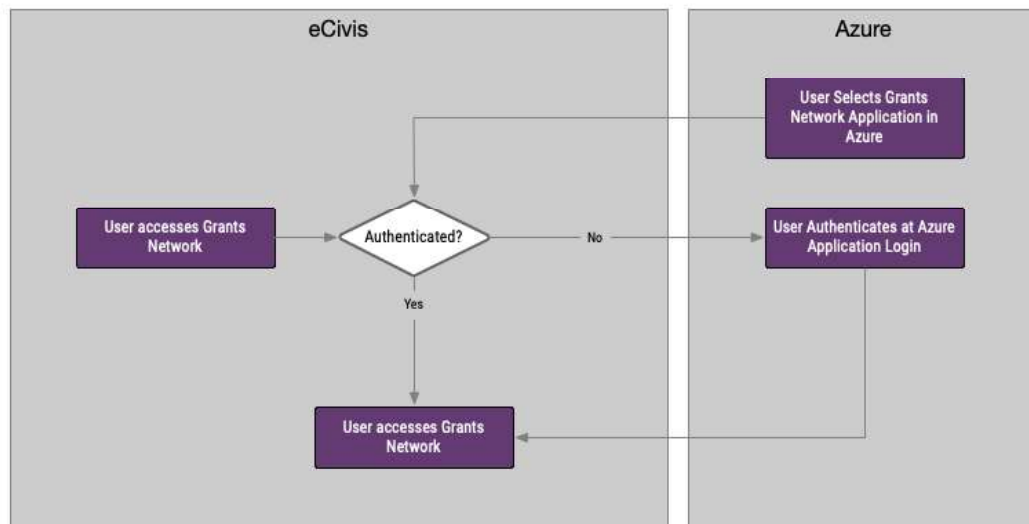 eCivis
Azure
User Selects Grants
Network Application in
Azure
User accesses Grants
Network
Authenticated?
No
User Authenticates at Azure
Application Login
Yes
User accesses Grants
Network